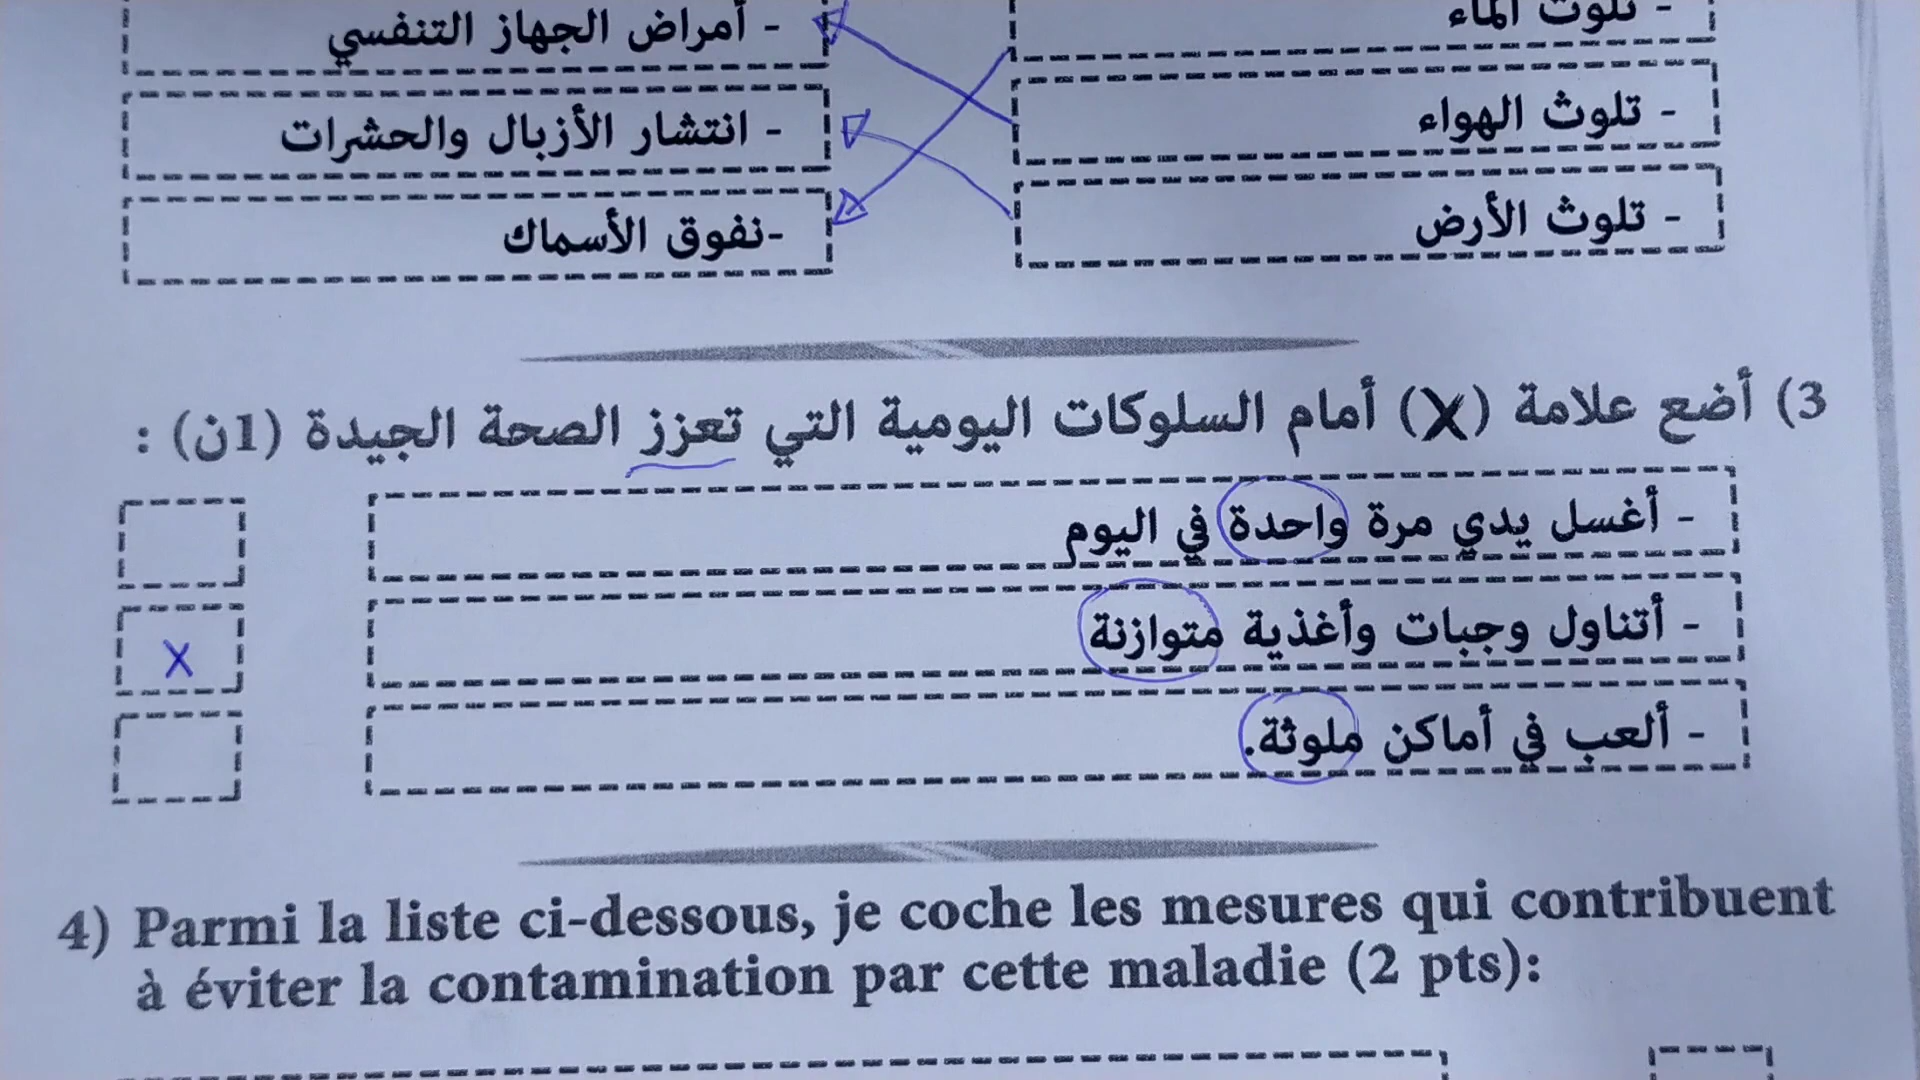 - تلوث الماء
- أمراض الجهاز التنفسي
- تلوث الهواء
- انتشار الأزبال والحشرات
- تلوث الأرض
-نفوق الأسماك
3) أضع علامة (X) أمام السلوكات اليومية التي تعزز الصحة الجيدة (1ن) :
- أغسل يدي مرة واحدة في اليوم
- أتناول وجبات وأغذية متوازنة
X
- ألعب في أماكن ملوثة.
4) Parmi la liste ci-dessous, je coche les mesures qui contribuent
à éviter la contamination par cette maladie (2 pts):